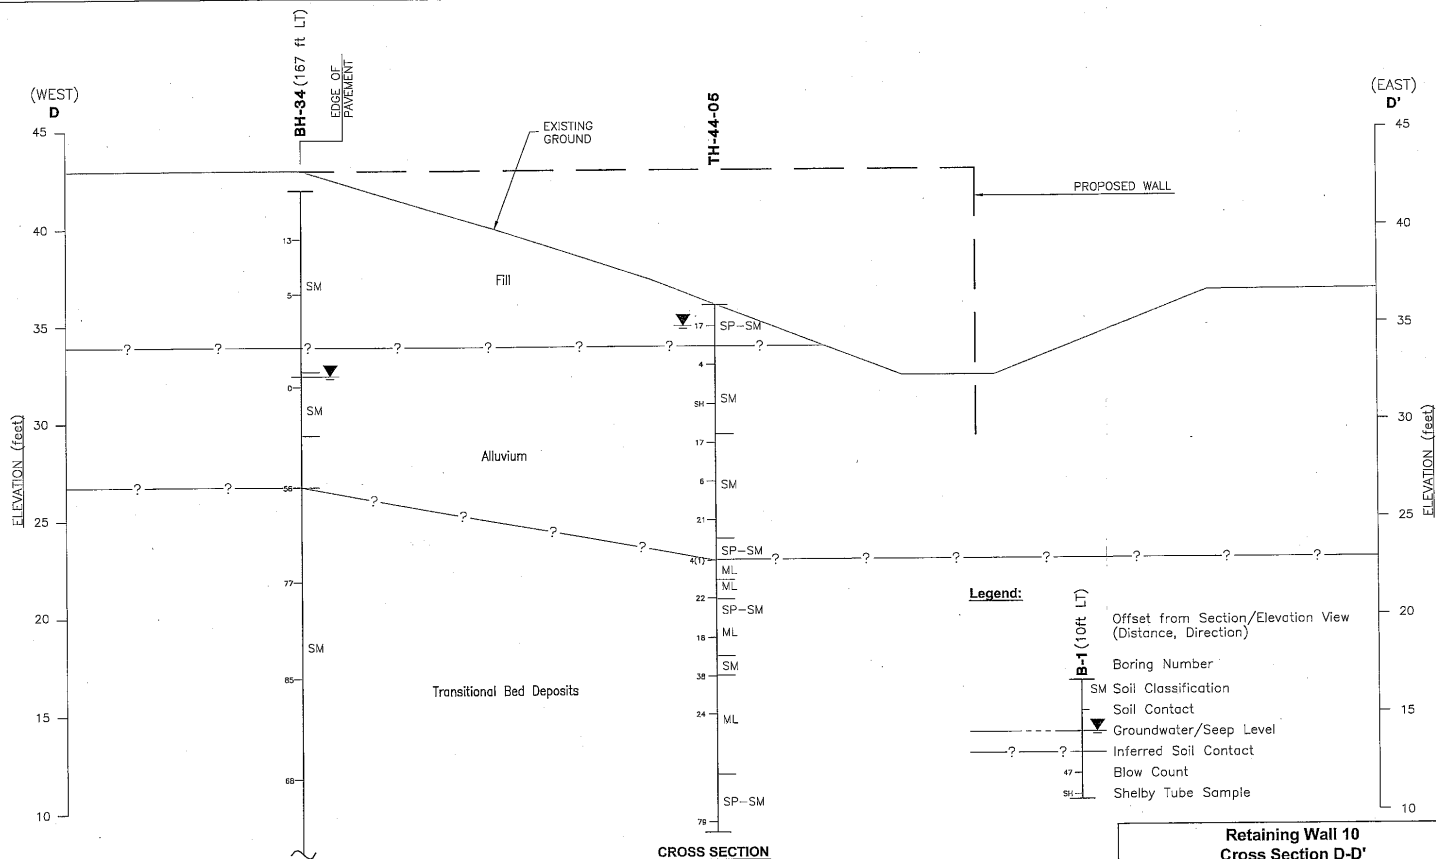 BH-34 (167 ft LT)
EDGE OF
PAVEMENT
TH-44-05
(WEST)
D
(EAST)
D'
EXISTING
GROUND
PROPOSED WALL
45
40
35
30
25
20
15
10
ELEVATION (feet)
45
40
35
30
25
20
15
10
ELEVATION (feet)
13
SM
5
0
SM
56
77
SM
85
68
Fill
Alluvium
Transitional Bed Deposits
17 SP-SM
4
SH SM
17
6 SM
21
SP-SM
4(1)
ML
ML
22
SP-SM
18 ML
SM
38
24 ML
SP-SM
79
? ? ? ? ? ? ? ?
? ? ? ? ? ?
? ? ? ? ? ? ?
Legend:
B-1 (10ft LT)
Offset from Section/Elevation View
(Distance, Direction)
Boring Number
SM Soil Classification
Soil Contact
Groundwater/Seep Level
? ? Inferred Soil Contact
47 Blow Count
SH Shelby Tube Sample
CROSS SECTION
Retaining Wall 10
Cross Section D-D'